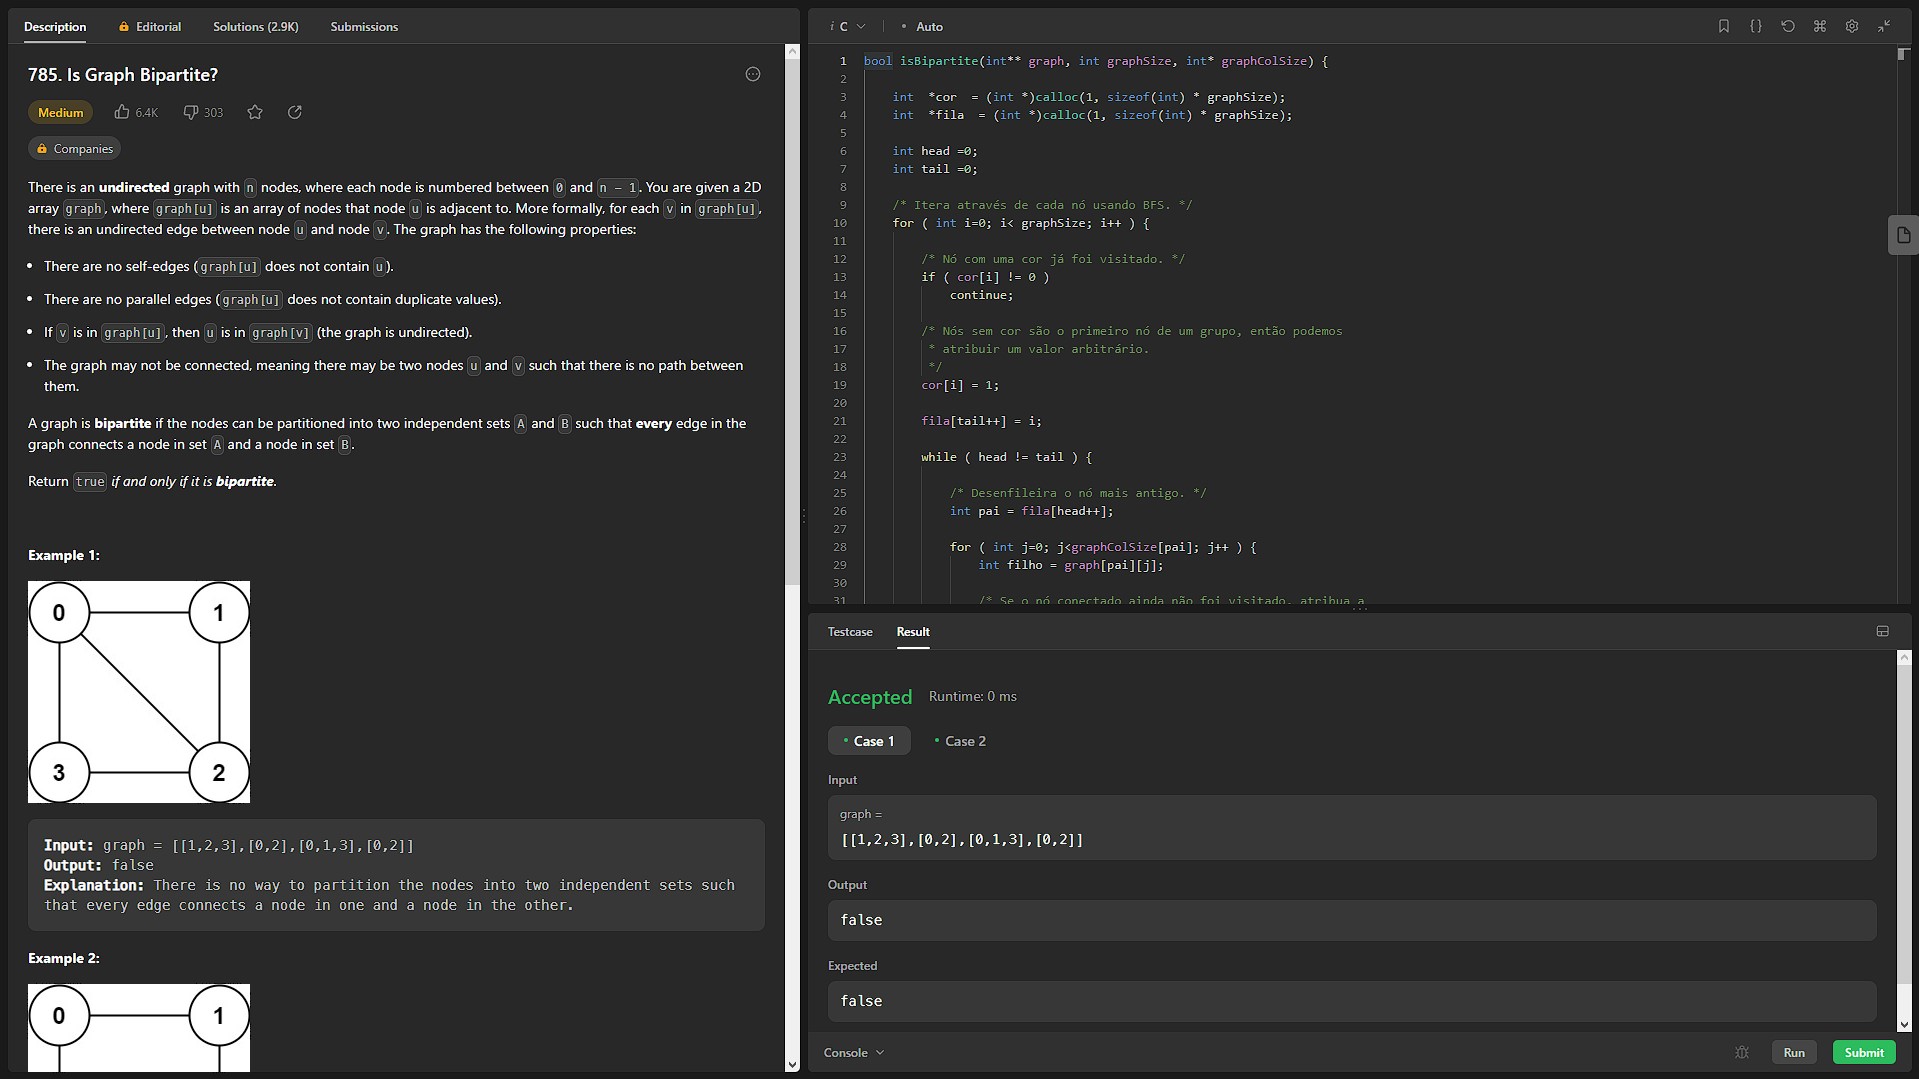 Description
Editorial
Solutions (2.9K)
Submissions
785. Is Graph Bipartite?
Medium
6.4K
303
Companies
There is an undirected graph with n nodes, where each node is numbered between 0 and n - 1. You are given a 2D
array graph, where graph[u] is an array of nodes that node u is adjacent to. More formally, for each v in graph[u],
there is an undirected edge between node u and node v. The graph has the following properties:
There are no self-edges (graph[u] does not contain u).
There are no parallel edges (graph[u] does not contain duplicate values).
If v is in graph[u], then u is in graph[v] (the graph is undirected).
The graph may not be connected, meaning there may be two nodes u and v such that there is no path between
them.
A graph is bipartite if the nodes can be partitioned into two independent sets A and B such that every edge in the
graph connects a node in set A and a node in set B.
Return true if and only if it is bipartite.
Example 1:
0 1
3 2
Input: graph = [[1,2,3],[0,2],[0,1,3],[0,2]]
Output: false
Explanation: There is no way to partition the nodes into two independent sets such
that every edge connects a node in one and a node in the other.
Example 2:
0 1
i C
• Auto
1 bool isBipartite(int** graph, int graphSize, int* graphColSize) {
2
3 int  *cor  = (int *)calloc(1, sizeof(int) * graphSize);
4 int  *fila  = (int *)calloc(1, sizeof(int) * graphSize);
5
6 int head =0;
7 int tail =0;
8
9 /* Itera através de cada nó usando BFS. */
10 for ( int i=0; i< graphSize; i++ ) {
11
12 /* Nó com uma cor já foi visitado. */
13 if ( cor[i] != 0 )
14 continue;
15
16 /* Nós sem cor são o primeiro nó de um grupo, então podemos
17 * atribuir um valor arbitrário.
18 */
19 cor[i] = 1;
20
21 fila[tail++] = i;
22
23 while ( head != tail ) {
24
25 /* Desenfileira o nó mais antigo. */
26 int pai = fila[head++];
27
28 for ( int j=0; j<graphColSize[pai]; j++ ) {
29 int filho = graph[pai][j];
30
31 /* Se o nó conectado ainda não foi visitado, atribua a
Testcase
Result
Accepted
Runtime: 0 ms
• Case 1
• Case 2
Input
graph =
[[1,2,3],[0,2],[0,1,3],[0,2]]
Output
false
Expected
false
Console
Run
Submit